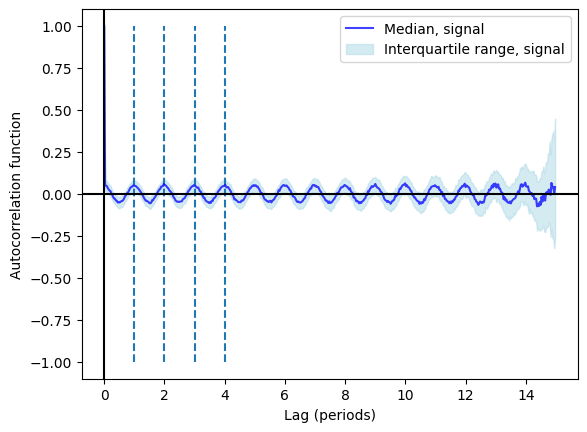 Median, signal
Interquartile range, signal
Autocorrelation function
1.00
0.75
0.50
0.25
0.00
−0.25
−0.50
−0.75
−1.00
0 2 4 6 8 10 12 14
Lag (periods)